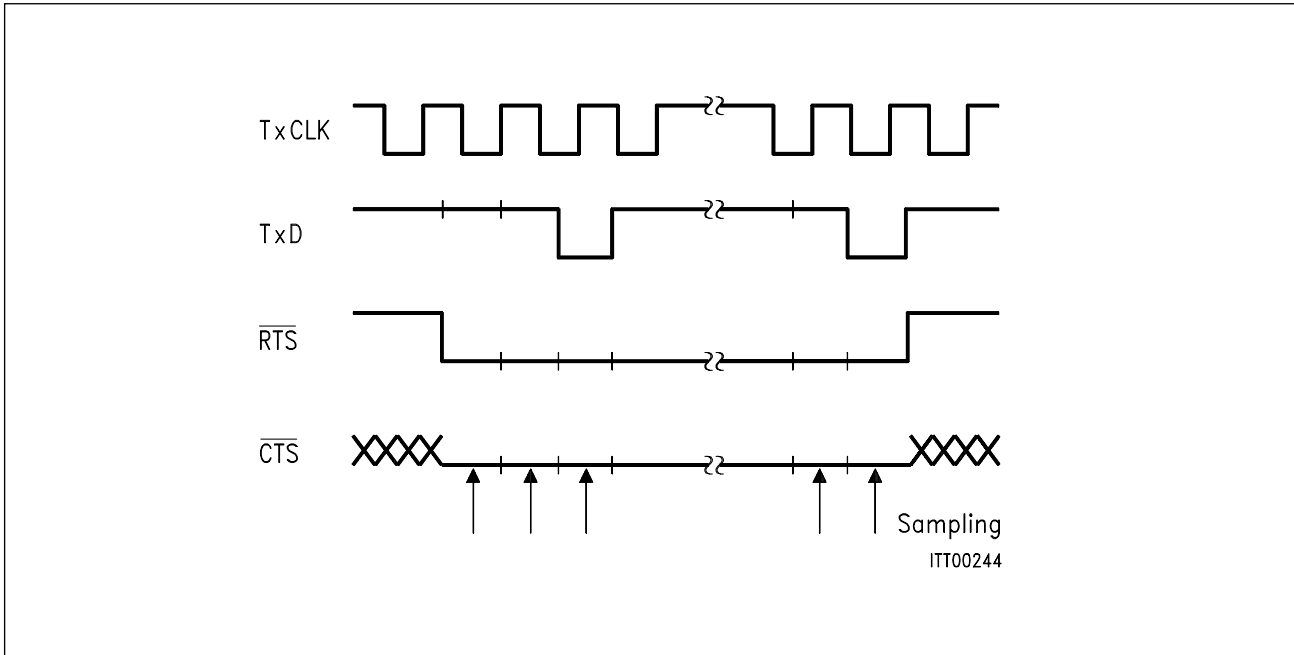 TxCLK
TxD
RTS
CTS
Sampling
ITT00244